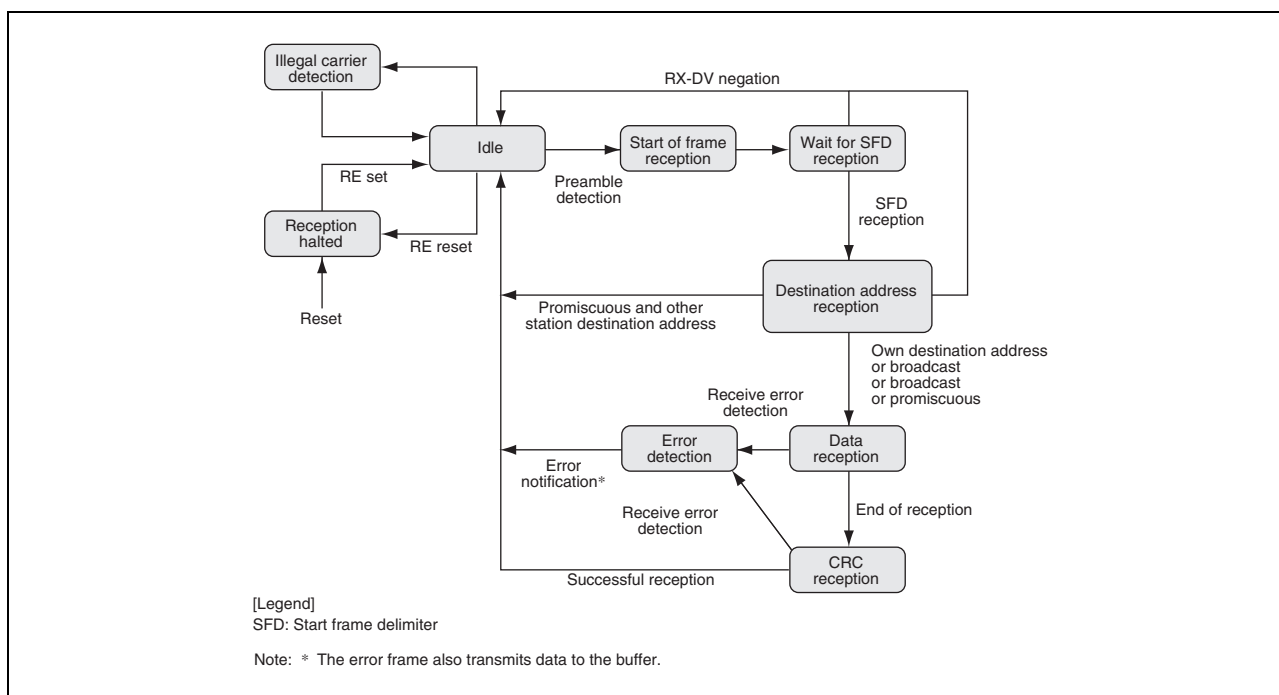 Illegal carrier
detection
RX-DV negation
Idle
Start of frame
reception
Wait for SFD
reception
RE set
Preamble
detection
SFD
reception
Reception
halted
RE reset
Destination address
reception
Reset
Promiscuous and other
station destination address
Own destination address
or broadcast
or broadcast
or promiscuous
Receive error
detection
Error
detection
Data
reception
Error
notification*
Receive error
detection
End of reception
CRC
reception
Successful reception
[Legend]
SFD: Start frame delimiter
Note: * The error frame also transmits data to the buffer.